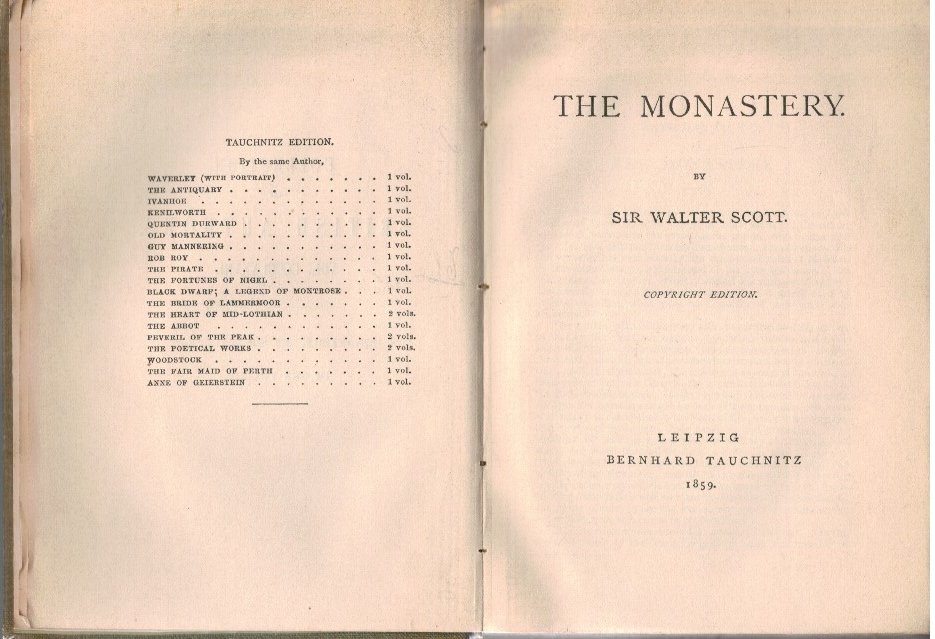 TAUCHNITZ EDITION.
By the same Author,
WAVERLEY (WITH PORTRAIT) . . . . . . . 1 vol.
THE ANTIQUARY . . . . . . . . . . . 1 vol.
IVANHOE . . . . . . . . . . . . . 1 vol.
KENILWORTH . . . . . . . . . . . . 1 vol.
QUENTIN DURWARD . . . . . . . . . . 1 vol.
OLD MORTALITY . . . . . . . . . . . 1 vol.
GUY MANNERING . . . . . . . . . . . 1 vol.
ROB ROY . . . . . . . . . . . . . 1 vol.
THE PIRATE . . . . . . . . . . . . 1 vol.
THE FORTUNES OF NIGEL . . . . . . . . 1 vol.
BLACK DWARF; A LEGEND OF MONTROSE . . . 1 vol.
THE BRIDE OF LAMMERMOOR . . . . . . . 1 vol.
THE HEART OF MID-LOTHIAN . . . . . . . 2 vols.
THE ABBOT . . . . . . . . . . . . 1 vol.
PEVERIL OF THE PEAK . . . . . . . . . 2 vols.
THE POETICAL WORKS . . . . . . . . . 2 vols.
WOODSTOCK . . . . . . . . . . . . 1 vol.
THE FAIR MAID OF PERTH . . . . . . . 1 vol.
ANNE OF GEIERSTEIN . . . . . . . . . 1 vol.
THE MONASTERY.
BY
SIR WALTER SCOTT.
COPYRIGHT EDITION.
LEIPZIG
BERNHARD TAUCHNITZ
1859.